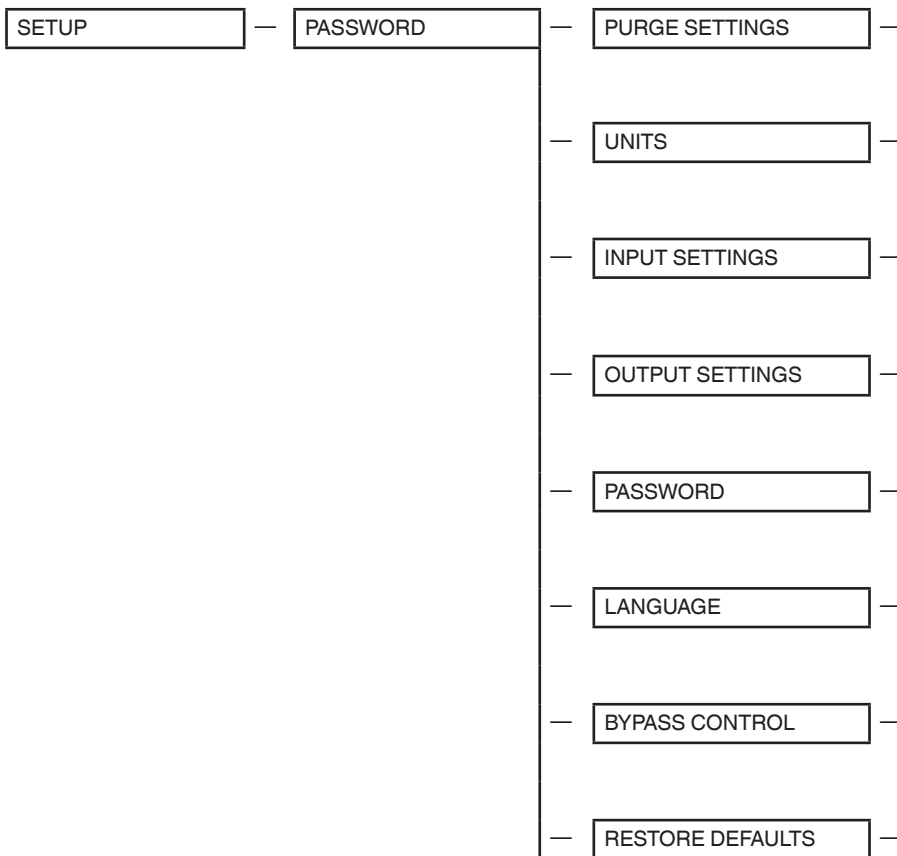 SETUP
PASSWORD
PURGE SETTINGS
UNITS
INPUT SETTINGS
OUTPUT SETTINGS
PASSWORD
LANGUAGE
BYPASS CONTROL
RESTORE DEFAULTS